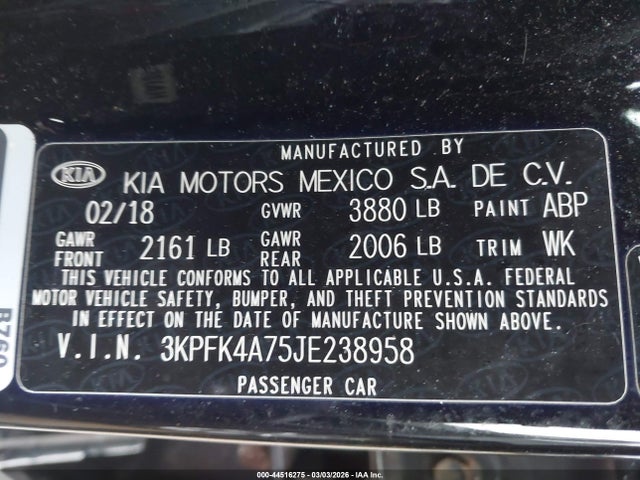 MANUFACTURED BY
KIA KIA MOTORS MEXICO S.A. DE C.V.
02/18 GVWR 3880 LB PAINT ABP
GAWR FRONT 2161 LB GAWR REAR 2006 LB TRIM WK
THIS VEHICLE CONFORMS TO ALL APPLICABLE U.S.A. FEDERAL
MOTOR VEHICLE SAFETY, BUMPER, AND THEFT PREVENTION STANDARDS
IN EFFECT ON THE DATE OF MANUFACTURE SHOWN ABOVE.
V.I.N. 3KPFK4A75JE238958
PASSENGER CAR
000-44516275 - 03/03/2026 - IAA Inc.